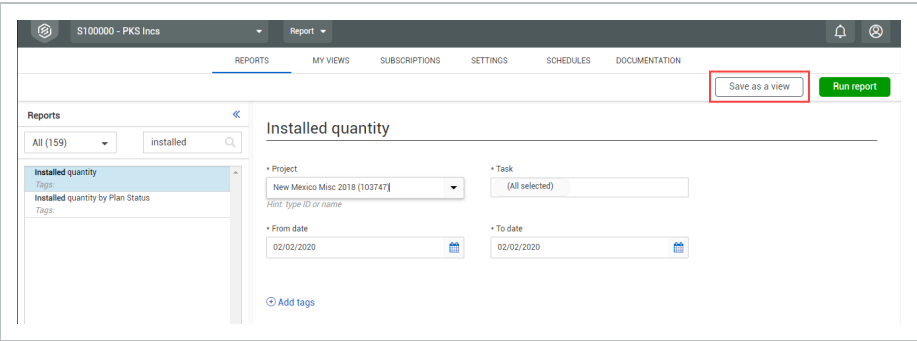 S100000 - PKS Incs
Report
REPORTS MY VIEWS SUBSCRIPTIONS SETTINGS SCHEDULES DOCUMENTATION
Save as a view
Run report
Reports
All (159)
installed
Installed quantity
Tags:
Installed quantity by Plan Status
Tags:
Installed quantity
* Project
New Mexico Misc 2018 (103747)
Hint: type ID or name
* Task
(All selected)
* From date
02/02/2020
* To date
02/02/2020
Add tags